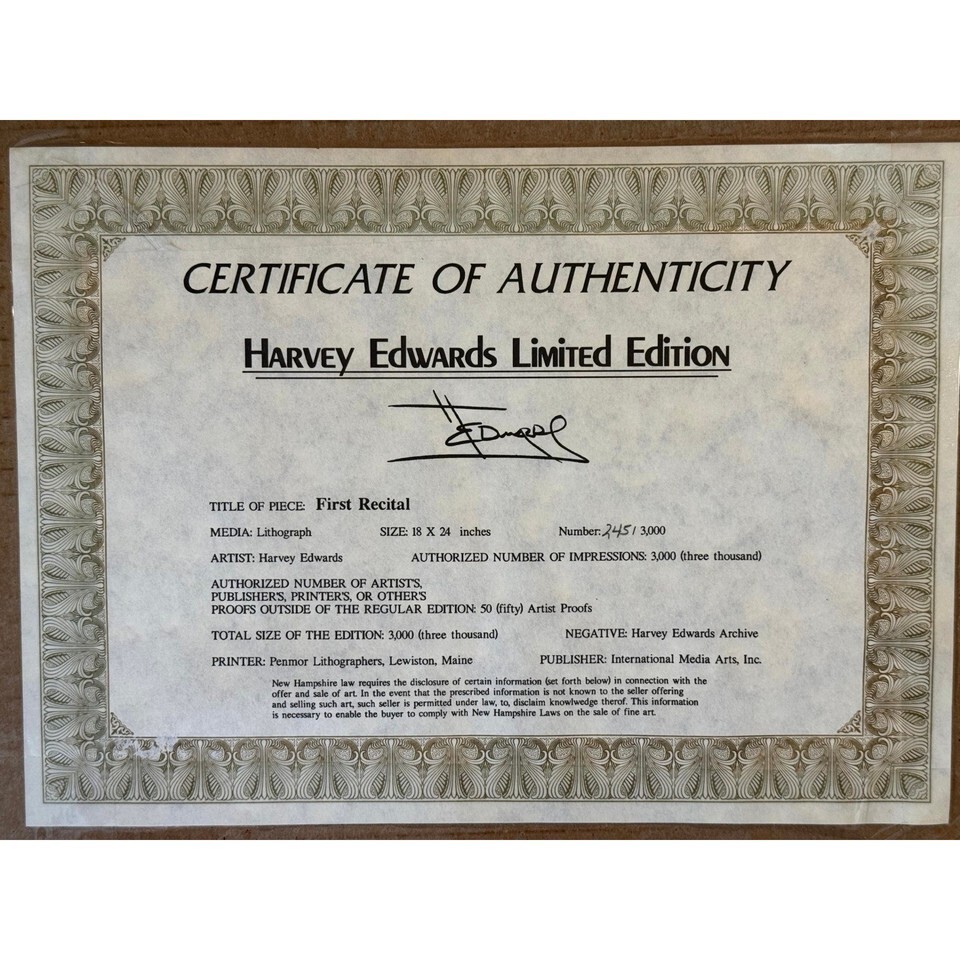 CERTIFICATE OF AUTHENTICITY
HARVEY EDWARDS LIMITED EDITION
H Edwards
TITLE OF PIECE: First Recital
MEDIA: Lithograph SIZE: 18 X 24 inches Number: 245/ 3,000
ARTIST: Harvey Edwards AUTHORIZED NUMBER OF IMPRESSIONS: 3,000 (three thousand)
AUTHORIZED NUMBER OF ARTIST'S,
PUBLISHER'S, PRINTER'S, OR OTHER'S
PROOFS OUTSIDE OF THE REGULAR EDITION: 50 (fifty) Artist Proofs
TOTAL SIZE OF THE EDITION: 3,000 (three thousand) NEGATIVE: Harvey Edwards Archive
PRINTER: Penmor Lithographers, Lewiston, Maine PUBLISHER: International Media Arts, Inc.
New Hampshire law requires the disclosure of certain information (set forth below) in connection with the
offer and sale of art. In the event that the prescribed information is not known to the seller offering
and selling such art, such seller is permitted under law, to, disclaim knowlwedge therof. This information
is necessary to enable the buyer to comply with New Hampshire Laws on the sale of fine art.